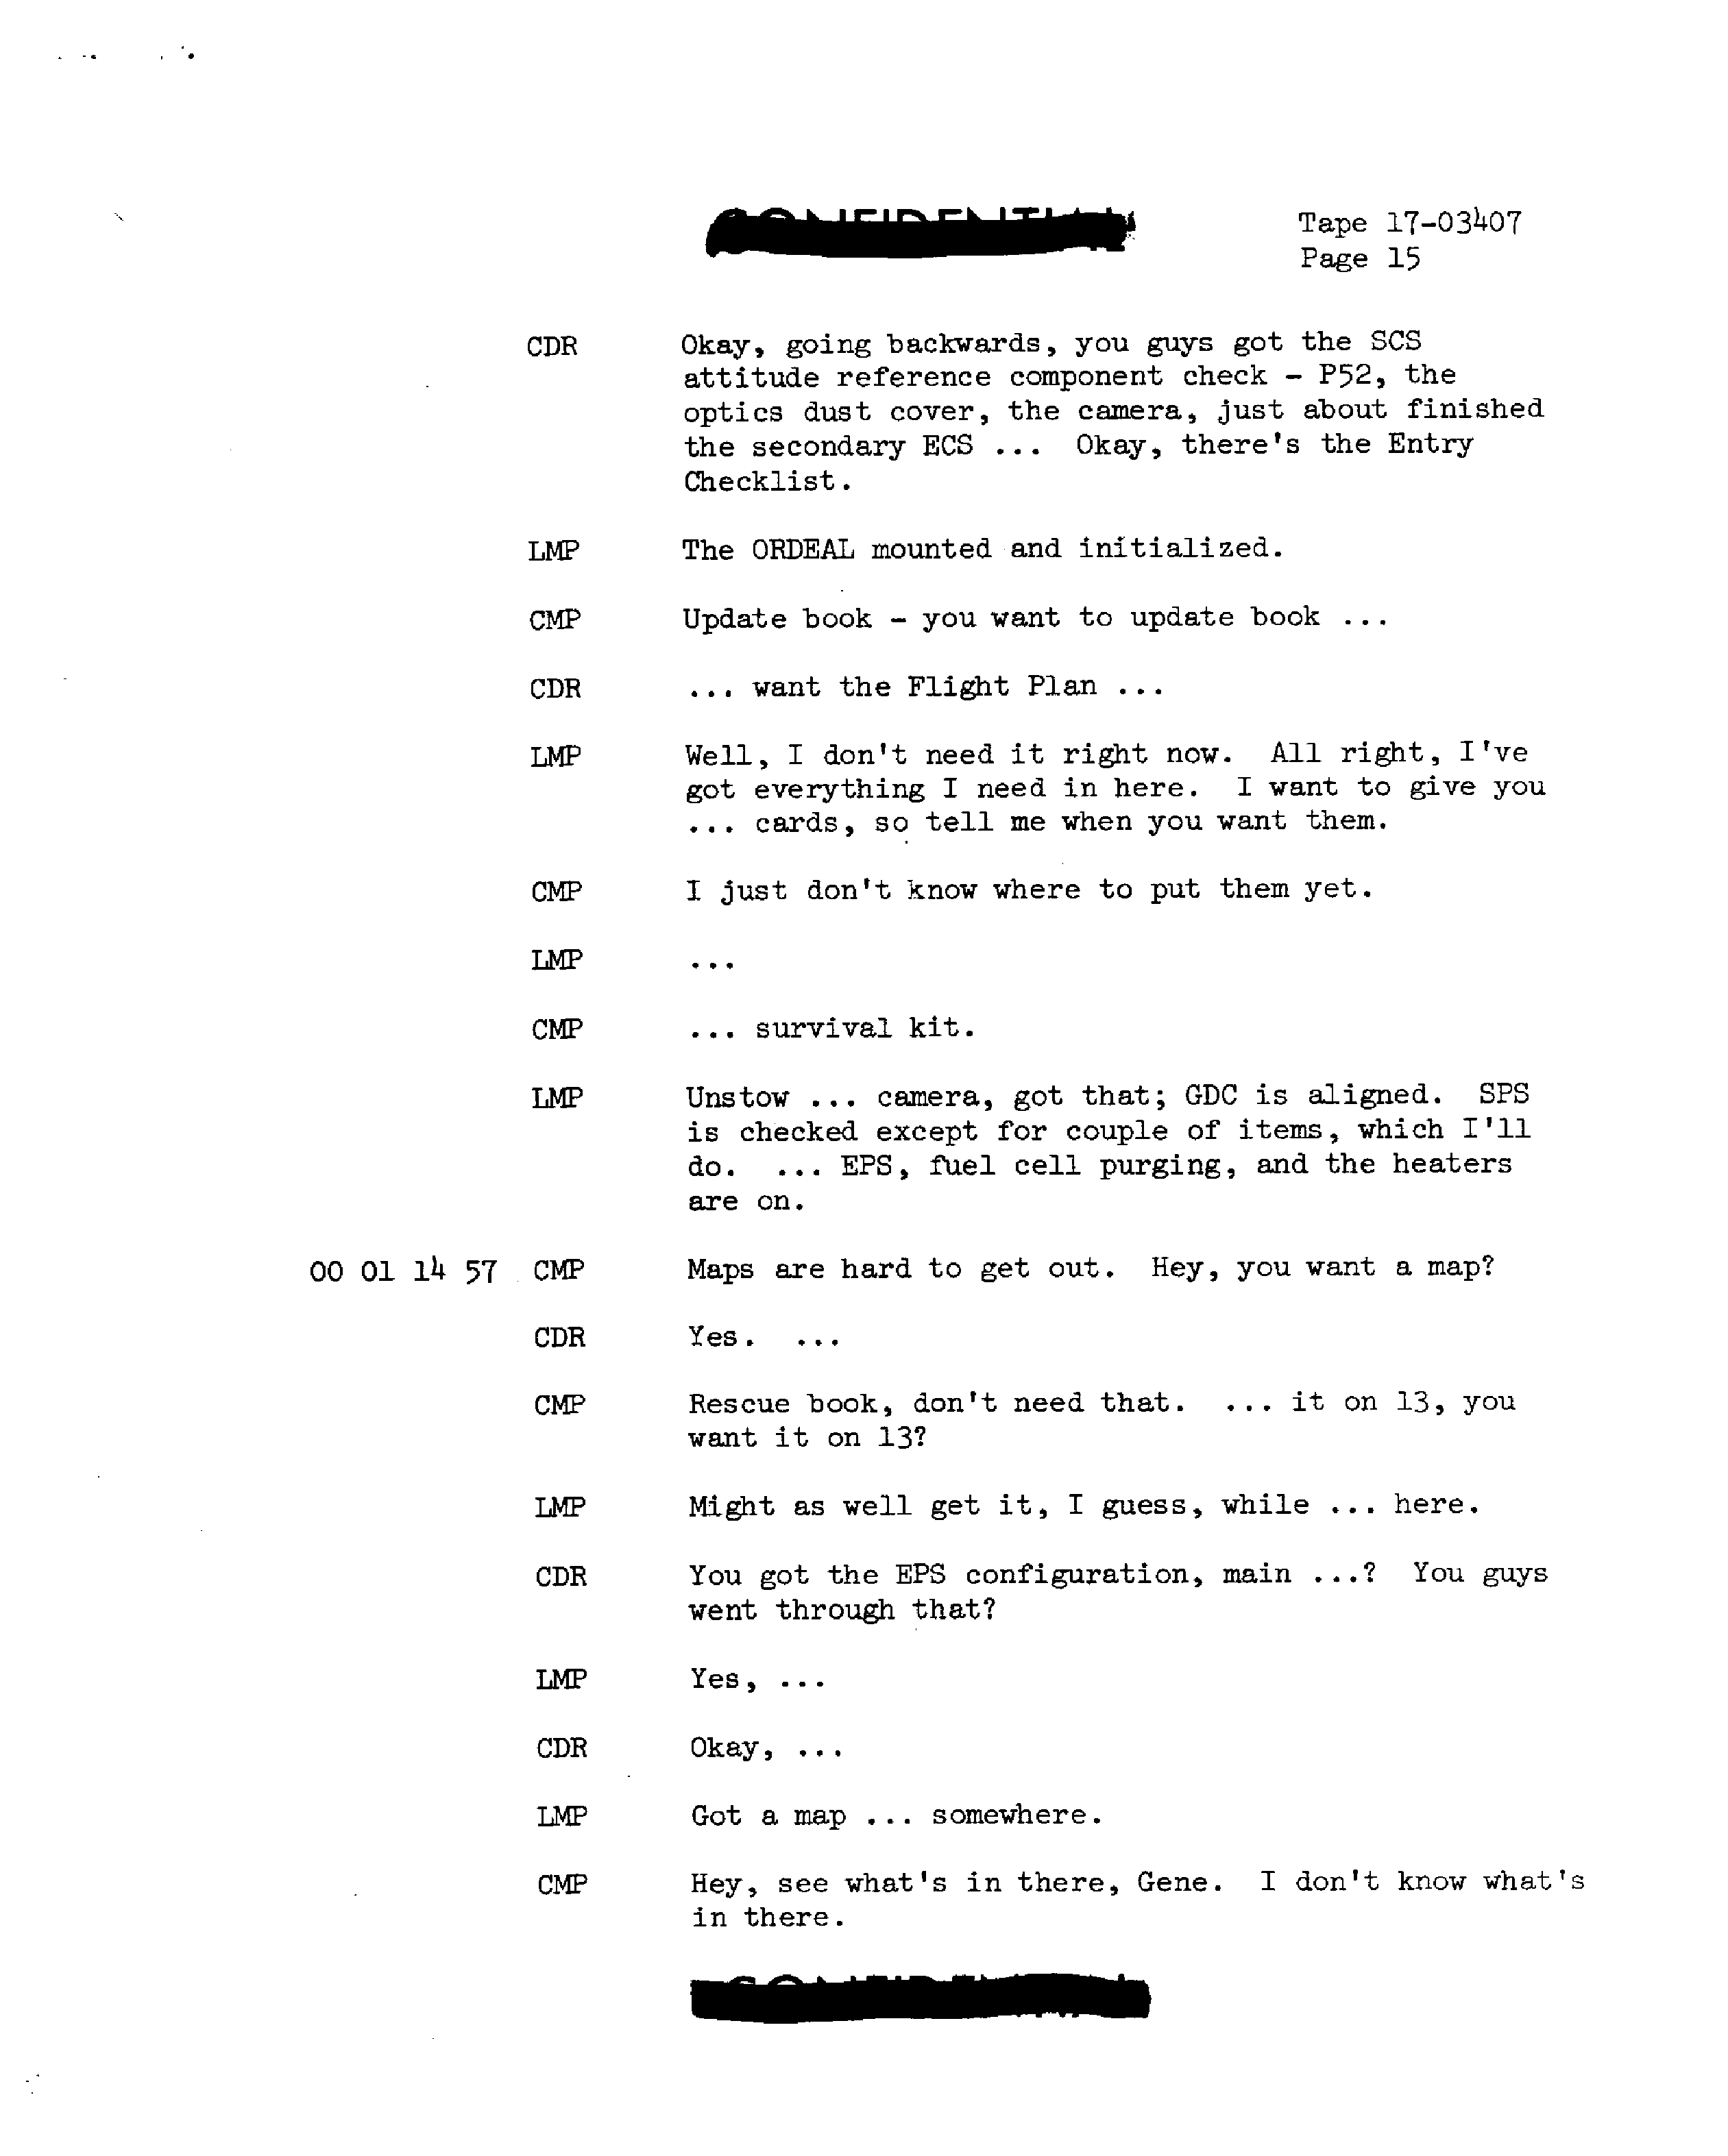 CONFIDENTIAL
Tape 17-03407
Page 15
CDR Okay, going backwards, you guys got the SCS
attitude reference component check - P52, the
optics dust cover, the camera, just about finished
the secondary ECS ... Okay, there's the Entry
Checklist.
LMP The ORDEAL mounted and initialized.
CMP Update book - you want to update book ...
CDR ... want the Flight Plan ...
LMP Well, I don't need it right now. All right, I've
got everything I need in here. I want to give you
... cards, so tell me when you want them.
CMP I just don't know where to put them yet.
LMP ...
CMP ... survival kit.
LMP Unstow ... camera, got that; GDC is aligned. SPS
is checked except for couple of items, which I'll
do. ... EPS, fuel cell purging, and the heaters
are on.
00 01 14 57 CMP Maps are hard to get out. Hey, you want a map?
CDR Yes. ...
CMP Rescue book, don't need that. ... it on 13, you
want it on 13?
LMP Might as well get it, I guess, while ... here.
CDR You got the EPS configuration, main ...? You guys
went through that?
LMP Yes, ...
CDR Okay, ...
LMP Got a map ... somewhere.
CMP Hey, see what's in there, Gene. I don't know what's
in there.